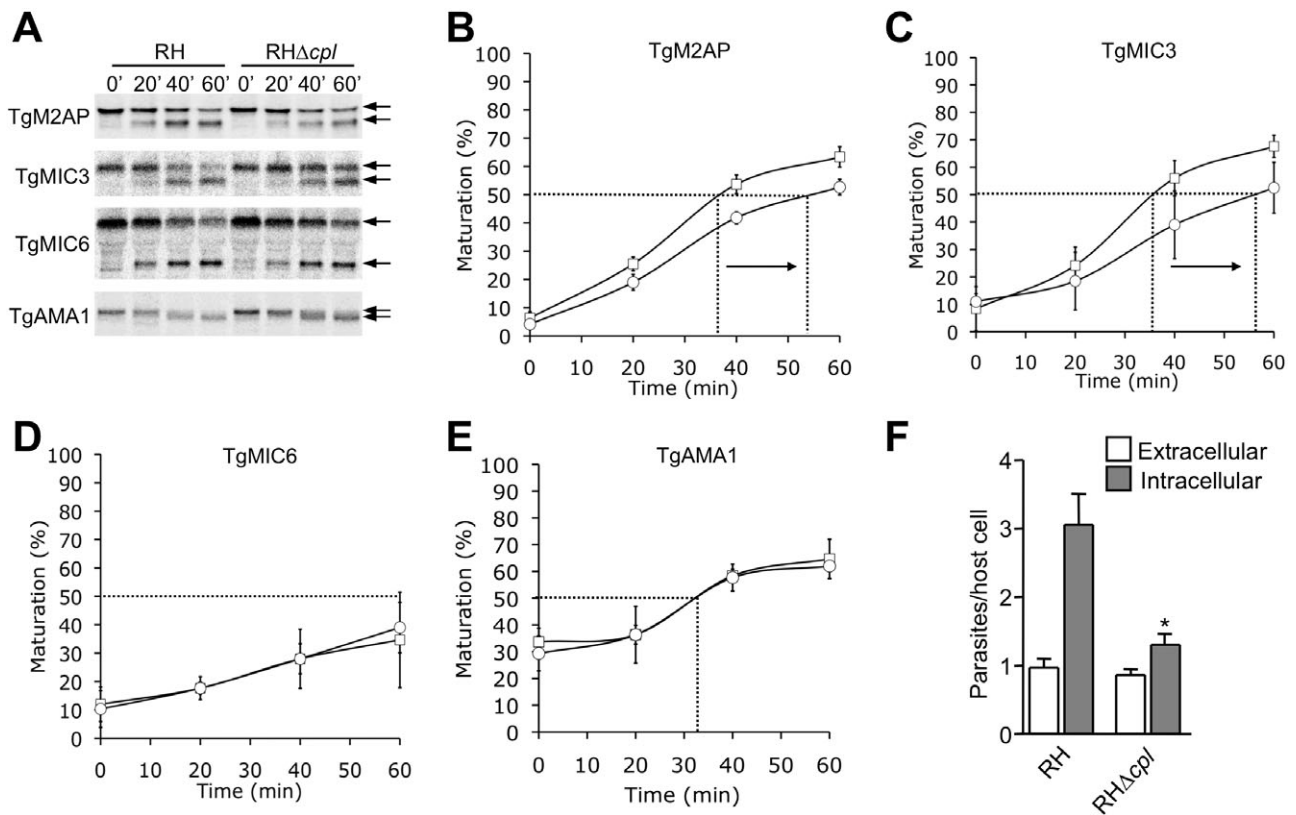 A
RH RHΔcpl
0' 20' 40' 60' 0' 20' 40' 60'
TgM2AP
TgMIC3
TgMIC6
TgAMA1
B
TgM2AP
Maturation (%)
100
90
80
70
60
50
40
30
20
10
0
0 10 20 30 40 50 60
Time (min)
C
TgMIC3
Maturation (%)
100
90
80
70
60
50
40
30
20
10
0
0 10 20 30 40 50 60
Time (min)
D
TgMIC6
Maturation (%)
100
90
80
70
60
50
40
30
20
10
0
0 10 20 30 40 50 60
Time (min)
E
TgAMA1
Maturation (%)
100
90
80
70
60
50
40
30
20
10
0
0 10 20 30 40 50 60
Time (min)
F
Extracellular
Intracellular
Parasites/host cell
4
3
2
1
0
*
RH
RHΔcpl